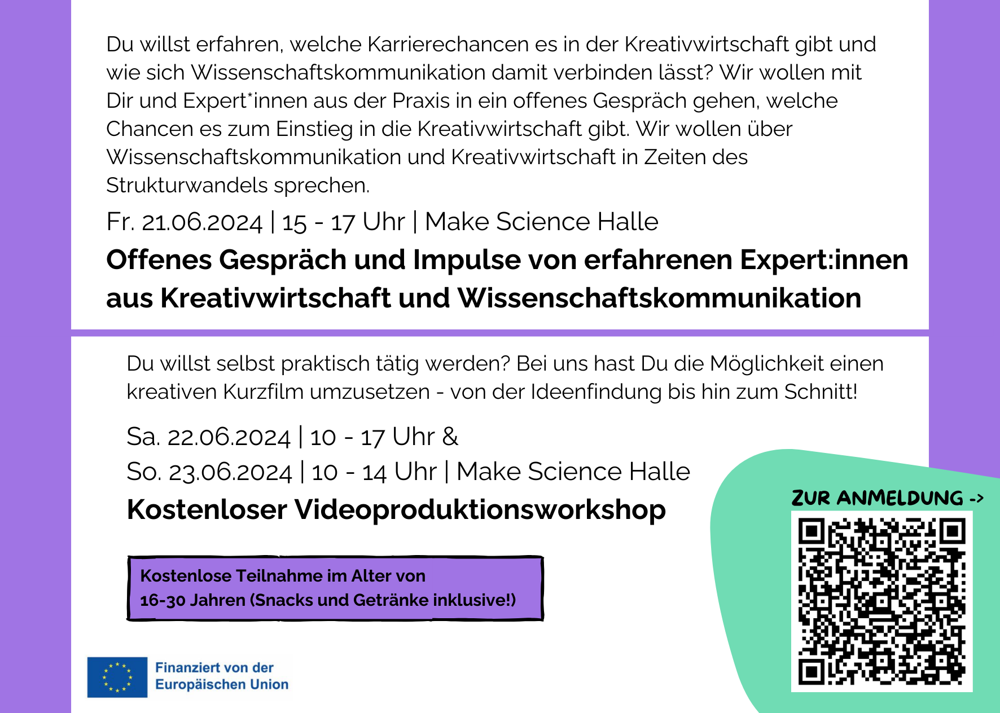 Du willst erfahren, welche Karrierechancen es in der Kreativwirtschaft gibt und
wie sich Wissenschaftskommunikation damit verbinden lässt? Wir wollen mit
Dir und Expert*innen aus der Praxis in ein offenes Gespräch gehen, welche
Chancen es zum Einstieg in die Kreativwirtschaft gibt. Wir wollen über
Wissenschaftskommunikation und Kreativwirtschaft in Zeiten des
Strukturwandels sprechen.
Fr. 21.06.2024 | 15 - 17 Uhr | Make Science Halle
Offenes Gespräch und Impulse von erfahrenen Expert:innen
aus Kreativwirtschaft und Wissenschaftskommunikation
Du willst selbst praktisch tätig werden? Bei uns hast Du die Möglichkeit einen
kreativen Kurzfilm umzusetzen - von der Ideenfindung bis hin zum Schnitt!
Sa. 22.06.2024 | 10 - 17 Uhr &
So. 23.06.2024 | 10 - 14 Uhr | Make Science Halle
Kostenloser Videoproduktionsworkshop
ZUR ANMELDUNG ->
Kostenlose Teilnahme im Alter von
16-30 Jahren (Snacks und Getränke inklusive!)
Finanziert von der
Europäischen Union